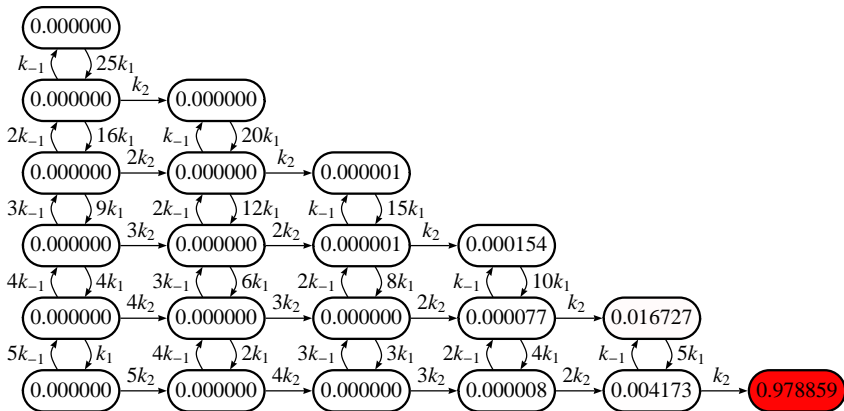 0.000000
k₋₁ 25k₁
k₂
0.000000 0.000000
2k₋₁ 16k₁ k₋₁ 20k₁
2k₂ k₂
0.000000 0.000000 0.000001
3k₋₁ 9k₁ 2k₋₁ 12k₁ k₋₁ 15k₁
3k₂ 2k₂ k₂
0.000000 0.000000 0.000001 0.000154
4k₋₁ 4k₁ 3k₋₁ 6k₁ 2k₋₁ 8k₁ k₋₁ 10k₁
4k₂ 3k₂ 2k₂ k₂
0.000000 0.000000 0.000000 0.000077 0.016727
5k₋₁ k₁ 4k₋₁ 2k₁ 3k₋₁ 3k₁ 2k₋₁ 4k₁ k₋₁ 5k₁
5k₂ 4k₂ 3k₂ 2k₂ k₂
0.000000 0.000000 0.000000 0.000008 0.004173 0.978859